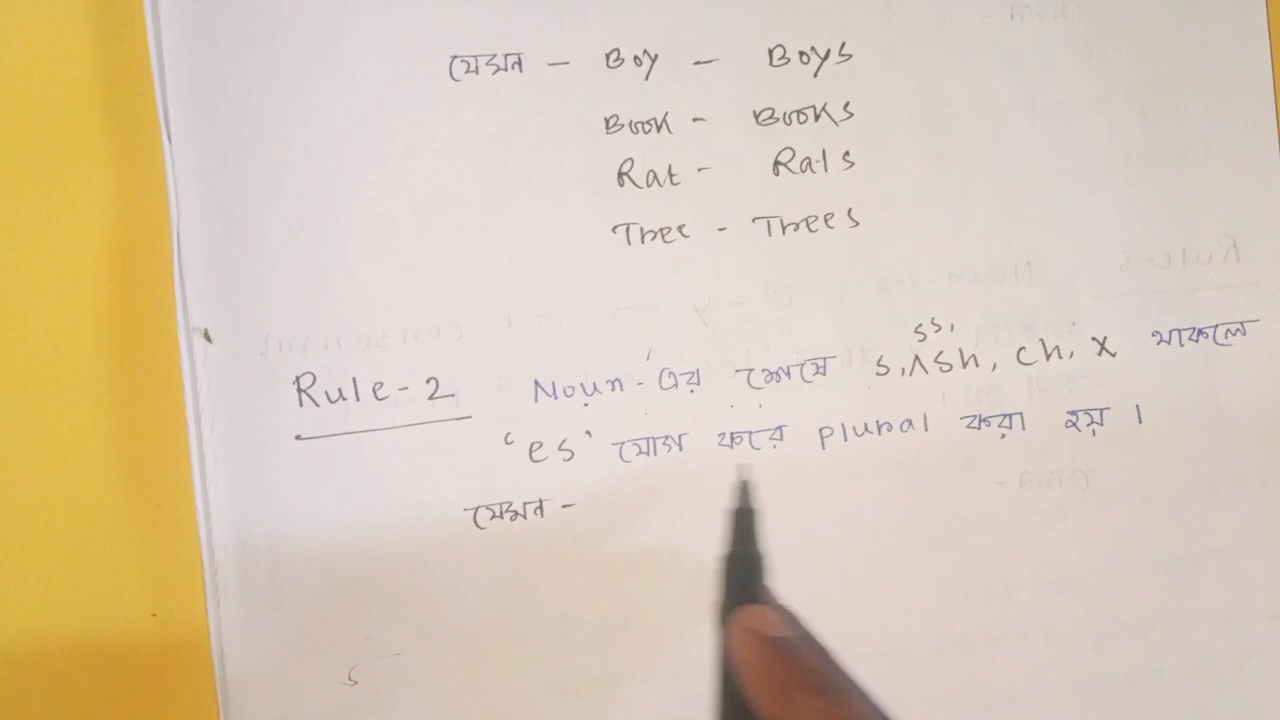 যেমন - Boy - Boys
Book - Books
Rat - Rats
Tree - Trees
Rule-2 Noun-এর শেষে s, ss, sh, ch, x থাকলে
'es' যোগ করে plural করা হয়।
যেমন -